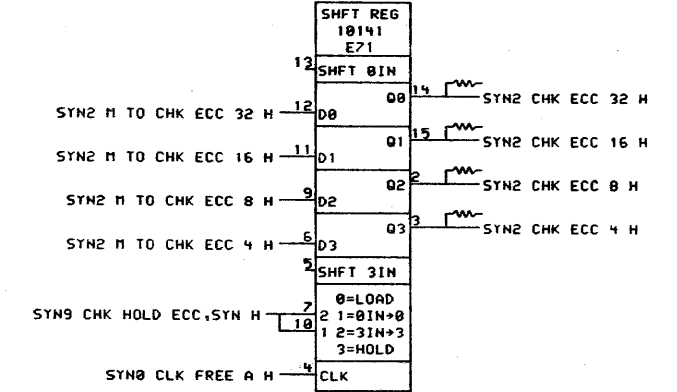 SHFT REG
10141
E71
13 SHFT 0IN
Q0 14 SYN2 CHK ECC 32 H
SYN2 M TO CHK ECC 32 H 12 D0
Q1 15 SYN2 CHK ECC 16 H
SYN2 M TO CHK ECC 16 H 11 D1
Q2 2 SYN2 CHK ECC 8 H
SYN2 M TO CHK ECC 8 H 9 D2
Q3 3 SYN2 CHK ECC 4 H
SYN2 M TO CHK ECC 4 H 6 D3
5 SHFT 3IN
0=LOAD
SYN9 CHK HOLD ECC,SYN H 7 2 1=0IN→0
10 1 2=3IN→3
3=HOLD
SYN0 CLK FREE A H 4 CLK